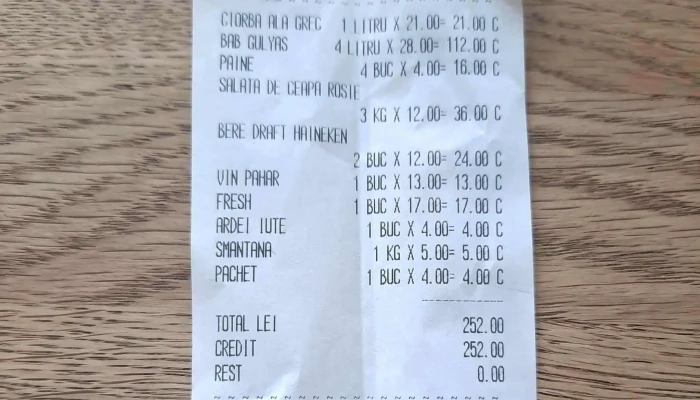 CIORBA ALA GREC 1 LITRU X 21.00= 21.00 C
BAB GULYAS 4 LITRU X 28.00= 112.00 C
PAINE 4 BUC X 4.00= 16.00 C
SALATA DE CEAPA ROSIE
3 KG X 12.00= 36.00 C
BERE DRAFT HAINEKEN
2 BUC X 12.00= 24.00 C
VIN PAHAR 1 BUC X 13.00= 13.00 C
FRESH 1 BUC X 17.00= 17.00 C
ARDEI IUTE 1 BUC X 4.00= 4.00 C
SMANTANA 1 KG X 5.00= 5.00 C
PACHET 1 BUC X 4.00= 4.00 C
TOTAL LEI 252.00
CREDIT 252.00
REST 0.00